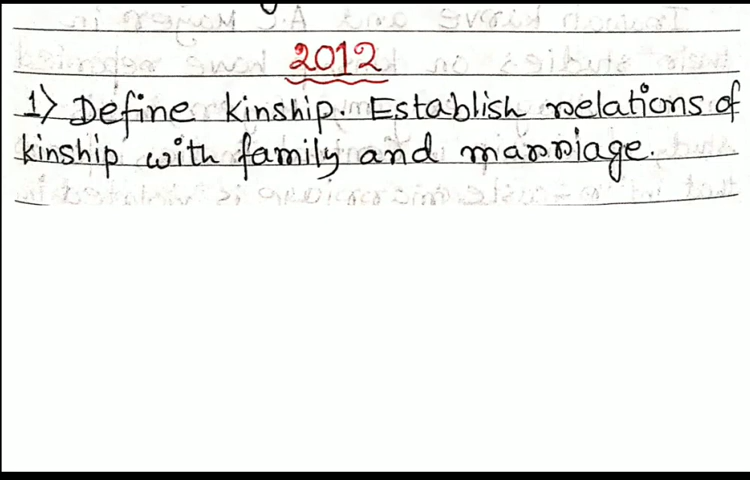 2012
1) Define kinship. Establish relations of
kinship with family and marriage.